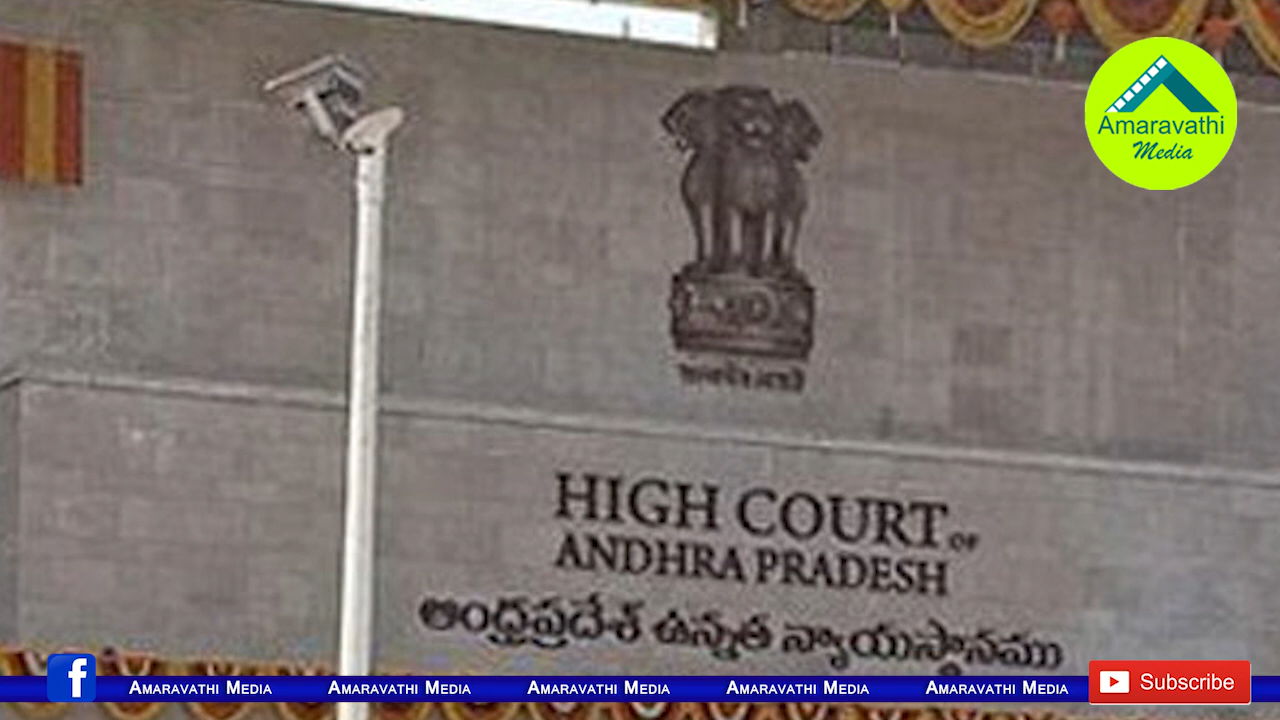 Amaravathi
Media
HIGH COURT OF
ANDHRA PRADESH
ఆంధ్రప్రదేశ్ ఉన్నత న్యాయస్థానము
f Amaravathi Media Amaravathi Media Amaravathi Media Amaravathi Media Amaravathi Media Subscribe